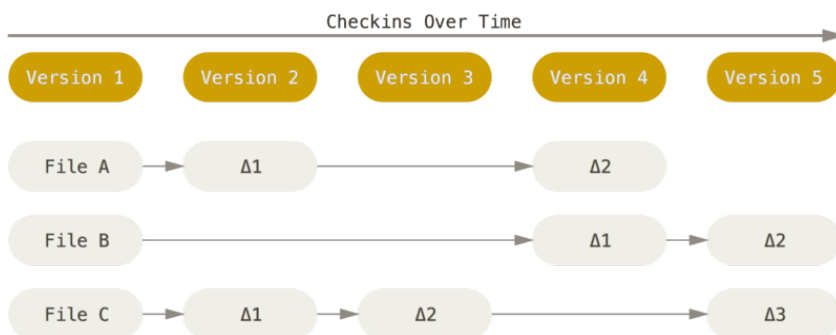 Checkins Over Time
Version 1 Version 2 Version 3 Version 4 Version 5
File A Δ1 Δ2
File B Δ1 Δ2
File C Δ1 Δ2 Δ3